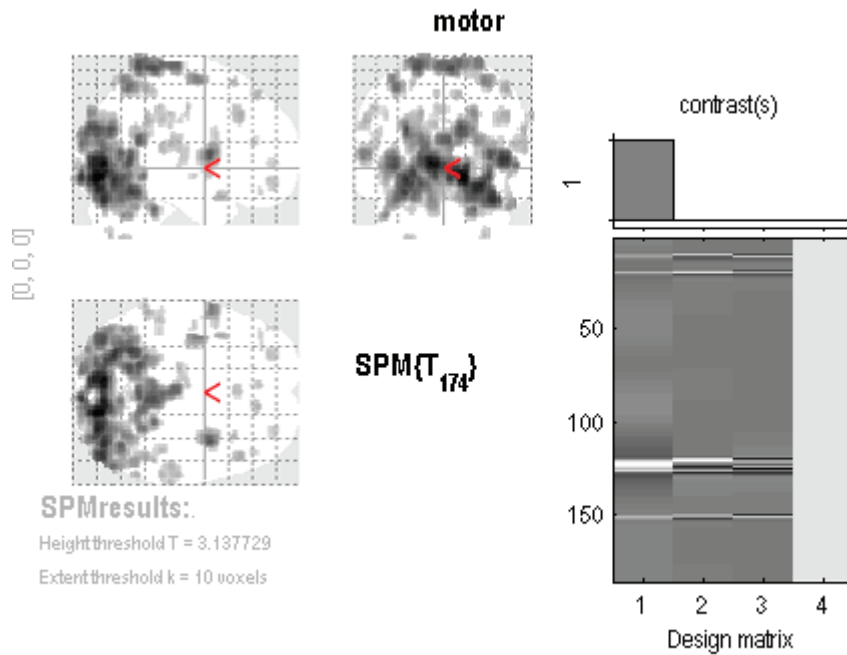 motor
contrast(s)
1
[0, 0, 0]
<
<
<
SPM{T174}
50
100
150
SPMresults:.
Height threshold T = 3.137729
Extent threshold k = 10 voxels
1 2 3 4
Design matrix